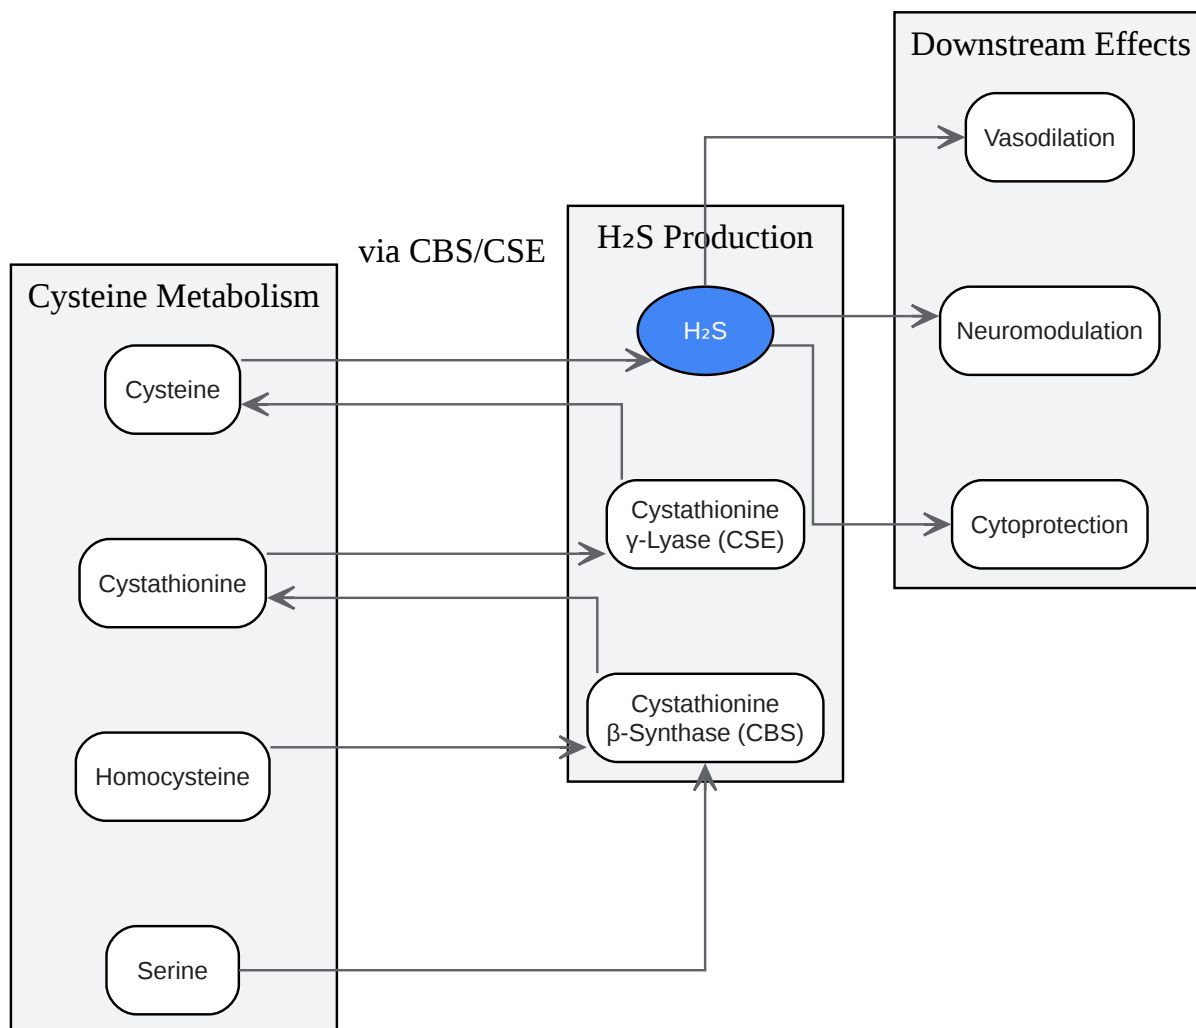 Downstream Effects
Vasodilation
Neuromodulation
Cytoprotection
via CBS/CSE
H₂S Production
H₂S
Cystathionine
γ-Lyase (CSE)
Cystathionine
β-Synthase (CBS)
Cysteine Metabolism
Cysteine
Cystathionine
Homocysteine
Serine